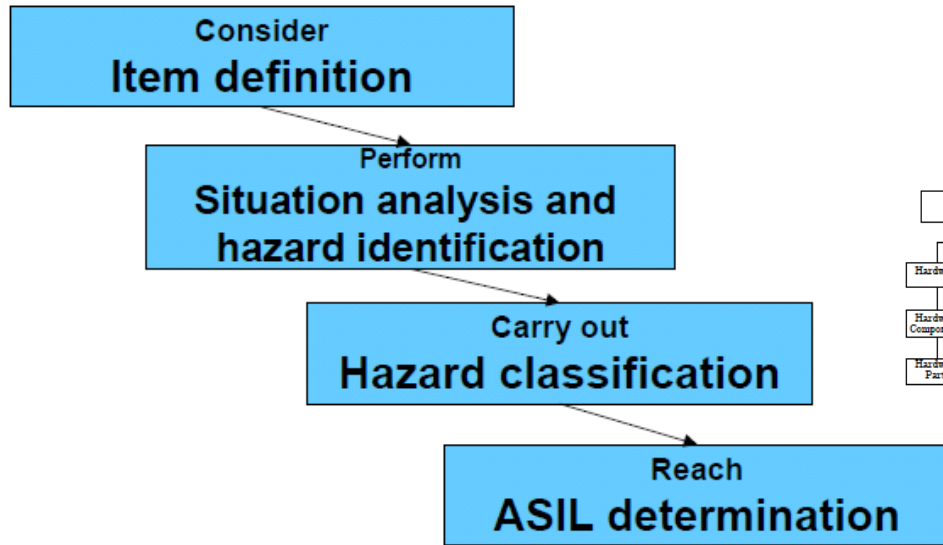 Consider
Item definition
Perform
Situation analysis and
hazard identification
Carry out
Hazard classification
Reach
ASIL determination